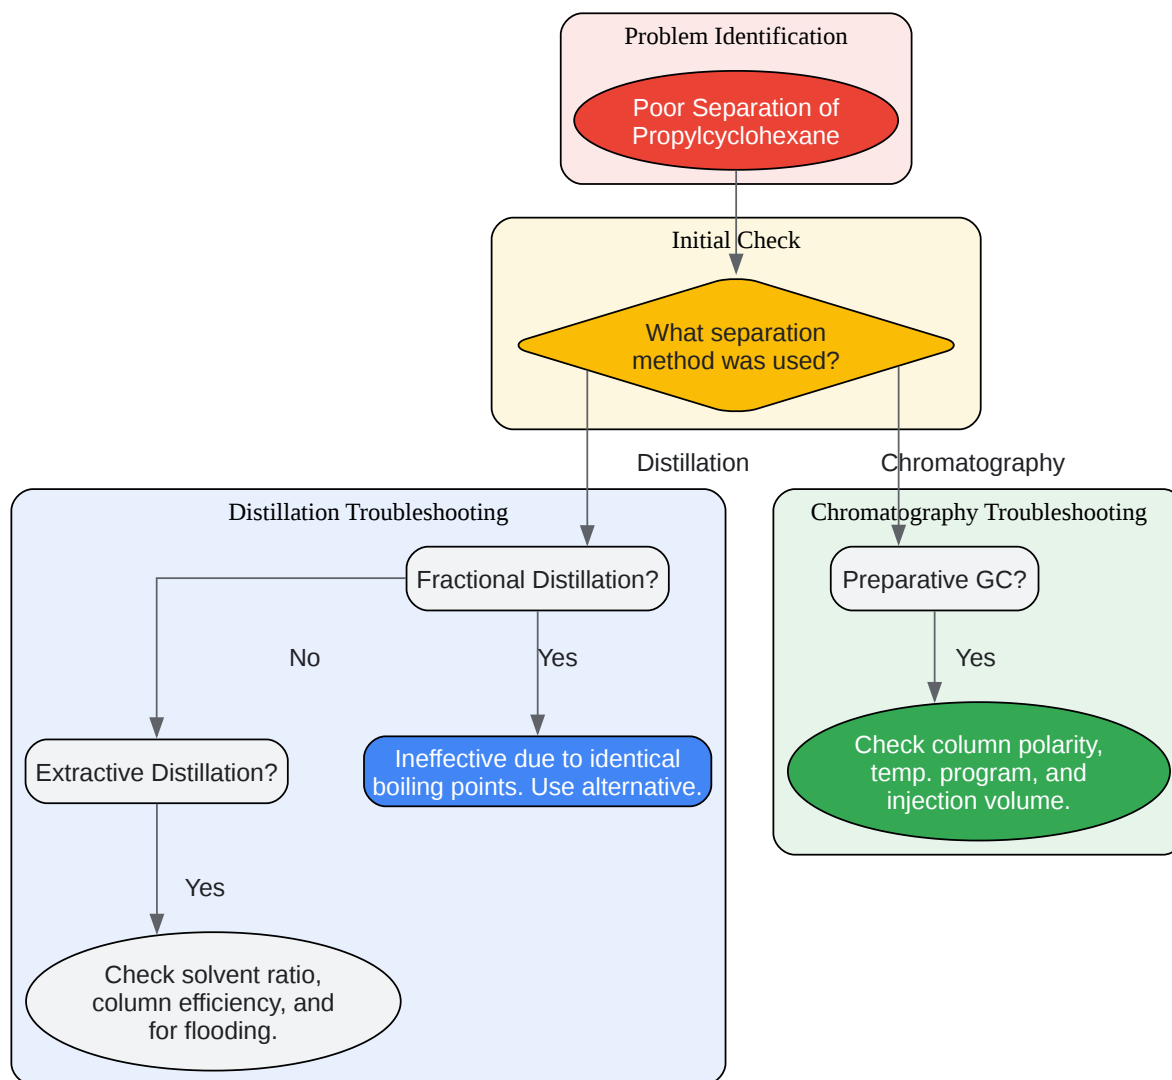 Problem Identification
Poor Separation of
Propylcyclohexane
Initial Check
What separation
method was used?
Distillation
Chromatography
Distillation Troubleshooting
Chromatography Troubleshooting
Fractional Distillation?
Preparative GC?
No
Yes
Yes
Extractive Distillation?
Ineffective due to identical
boiling points. Use alternative.
Check column polarity,
temp. program, and
injection volume.
Yes
Check solvent ratio,
column efficiency, and
for flooding.